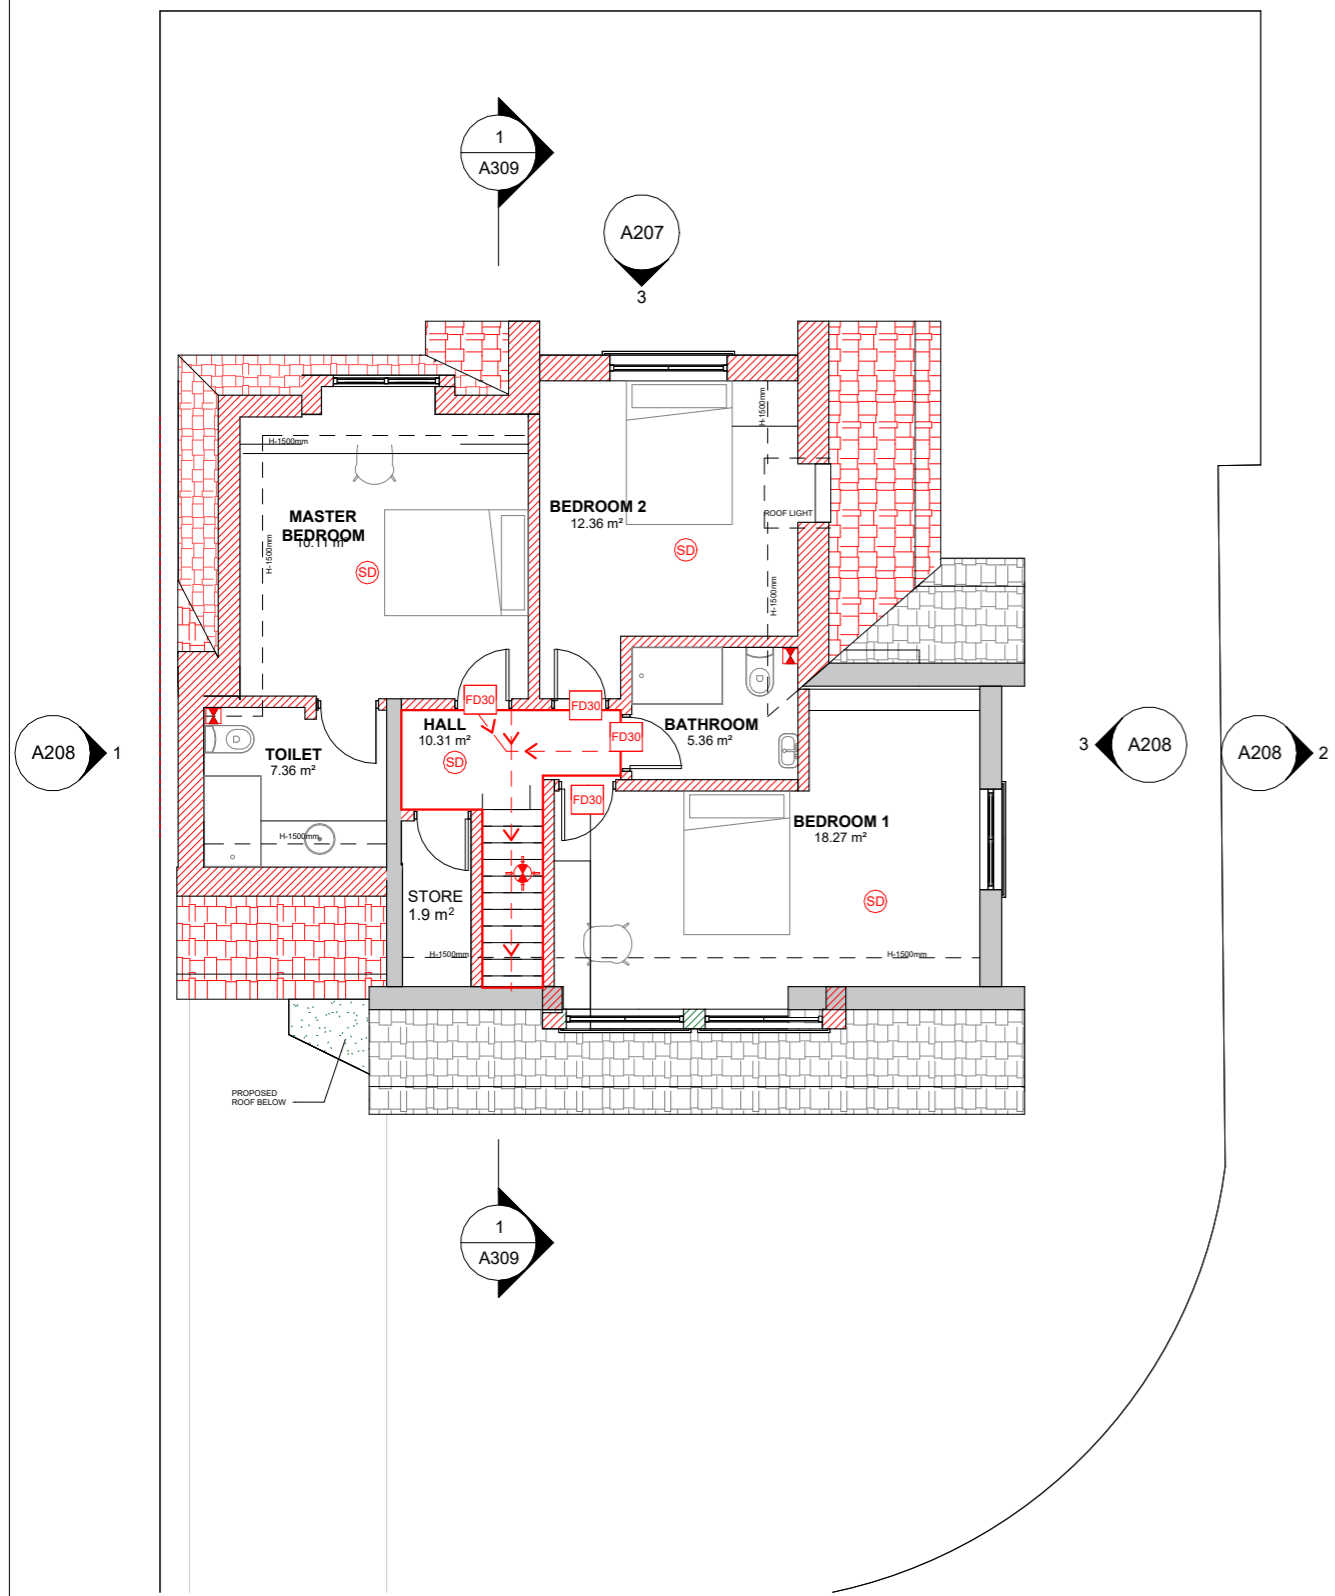 1
A309
A207
3
H-1500mm
H-1500mm
MASTER
BEDROOM
10.11 m²
H-1500mm
SD
BEDROOM 2
12.36 m²
ROOF LIGHT
SD
H-1500mm
FD30
FD30
FD30
HALL
10.31 m²
SD
BATHROOM
5.36 m²
A208
1
TOILET
7.36 m²
H-1500mm
3
A208
A208
2
FD30
BEDROOM 1
18.27 m²
SD
STORE
1.9 m²
H-1500mm
H-1500mm
PROPOSED
ROOF BELOW
1
A309